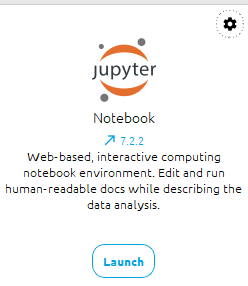 jupyter
Notebook
7.2.2
Web-based, interactive computing
notebook environment. Edit and run
human-readable docs while describing the
data analysis.
Launch